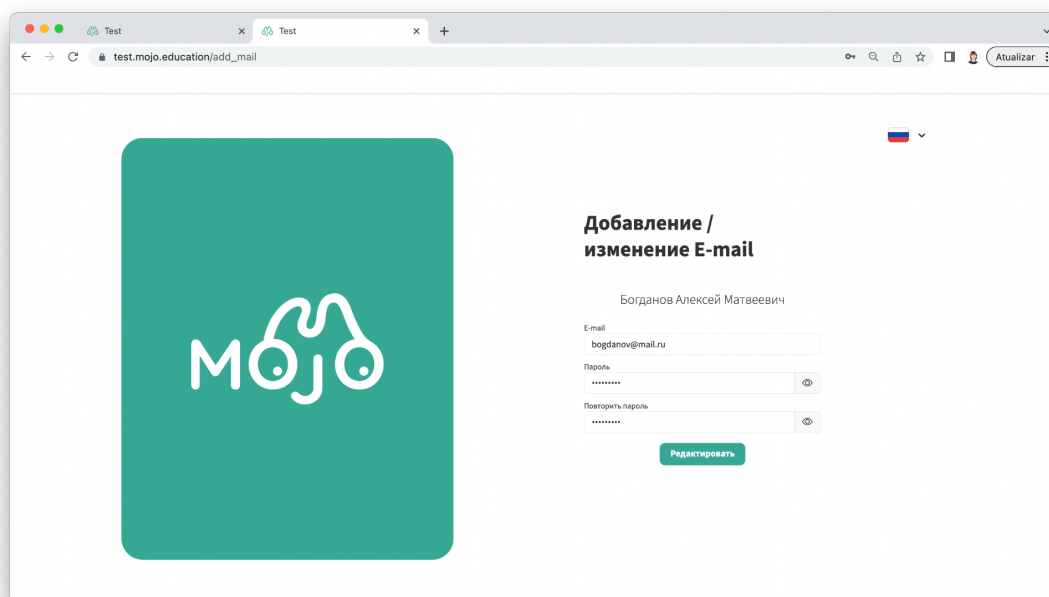 Test
Test
test.mojo.education/add_mail
Atualizar
Добавление /
изменение E-mail
Богданов Алексей Матвеевич
E-mail
bogdanov@mail.ru
Пароль
•••••••••
Повторить пароль
•••••••••
Редактировать
MOJO